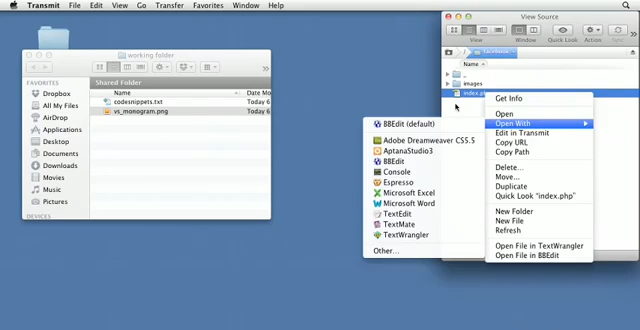 Transmit File Edit View Go Transfer Favorites Window Help
View Source
View Quick Look Action Sync
facebook
Name
_
images
index.p
working folder
FAVORITES
Dropbox
All My Files
AirDrop
Applications
Desktop
Documents
Downloads
Movies
Music
Pictures
DEVICES
Shared Folder
Name
codesnippets.txt Today 6
vs_monogram.png Today 6
BBEdit (default)
Adobe Dreamweaver CS5.5
AptanaStudio3
BBEdit
Console
Espresso
Microsoft Excel
Microsoft Word
TextEdit
TextMate
TextWrangler
Other...
Get Info
Open
Open With
Edit in Transmit
Copy URL
Copy Path
Delete...
Move...
Duplicate
Quick Look "index.php"
New Folder
New File
Refresh
Open File in TextWrangler
Open File in BBEdit